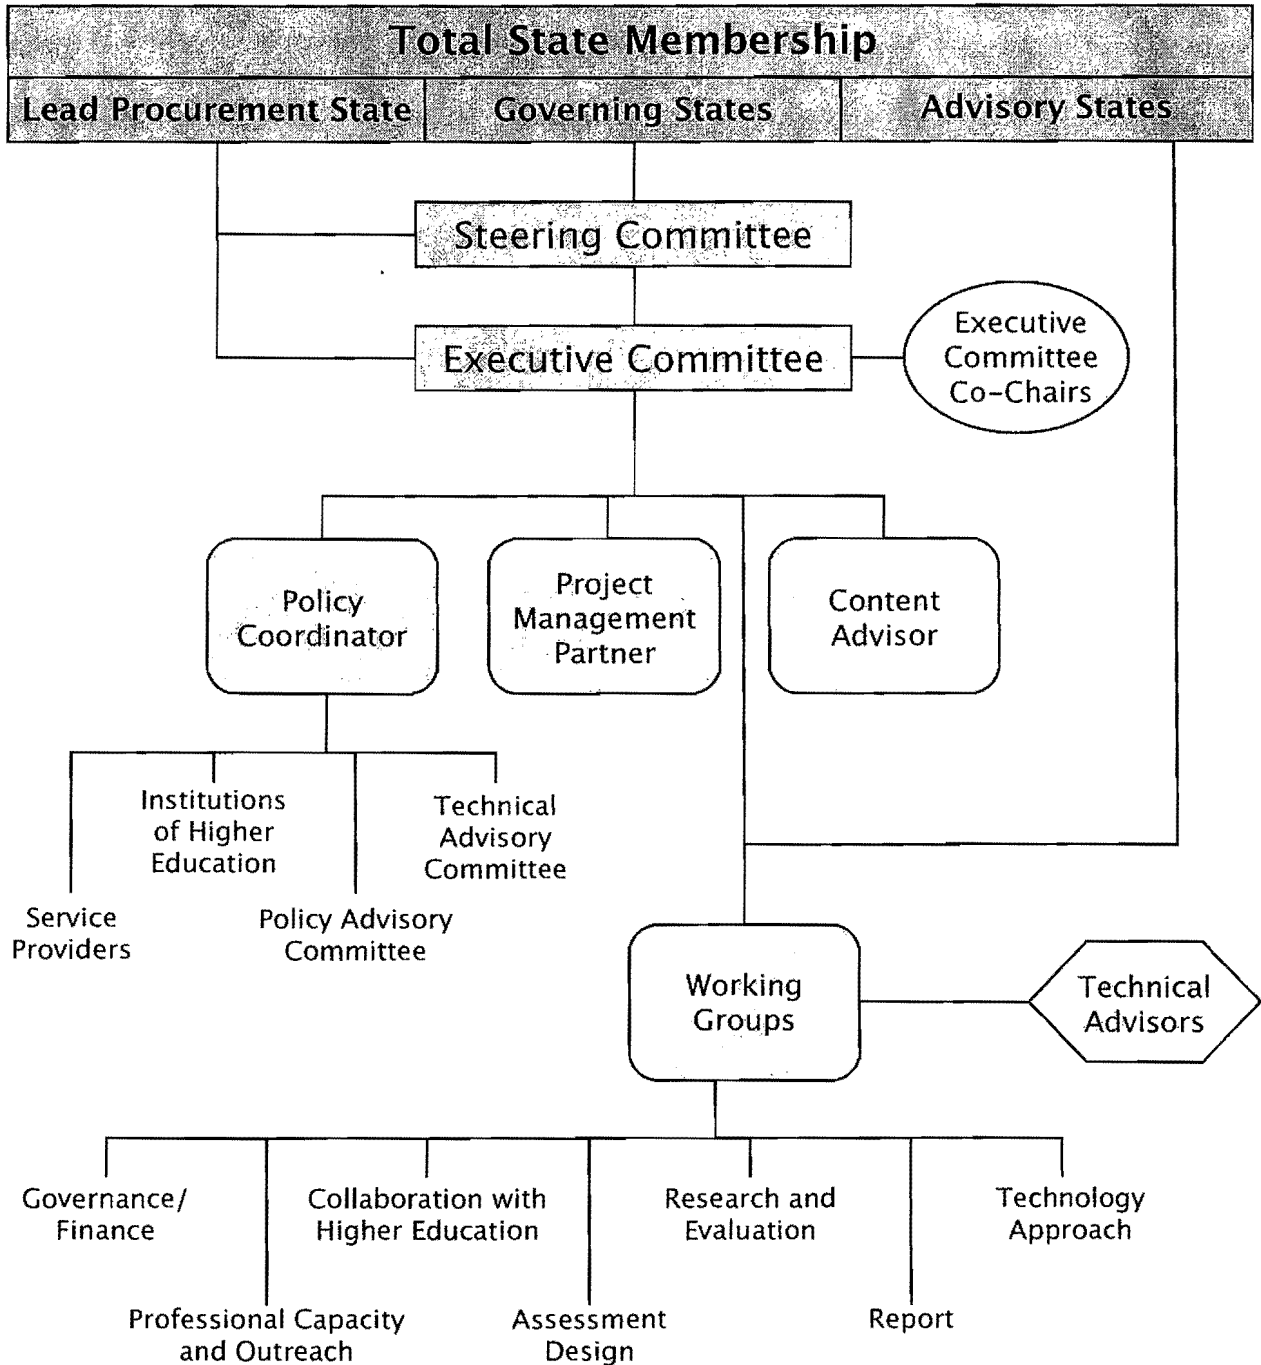 Total State Membership
Lead Procurement State
Governing States
Advisory States
Steering Committee
Executive Committee
Executive
Committee
Co-Chairs
Policy
Coordinator
Project
Management
Partner
Content
Advisor
Institutions
of Higher
Education
Technical
Advisory
Committee
Service
Providers
Policy Advisory
Committee
Working
Groups
Technical
Advisors
Governance/
Finance
Collaboration with
Higher Education
Research and
Evaluation
Technology
Approach
Professional Capacity
and Outreach
Assessment
Design
Report